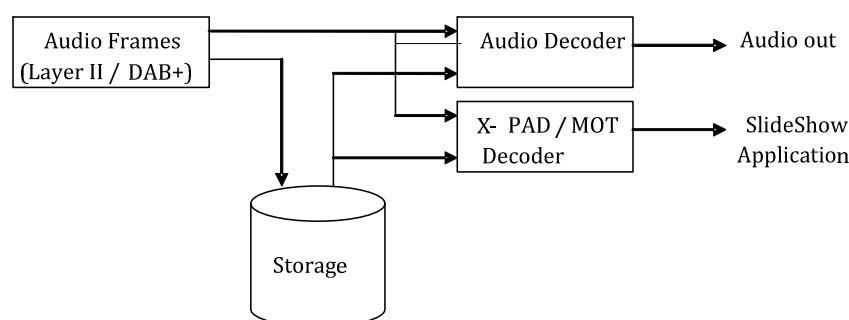 Audio Frames
(Layer II / DAB+)
Audio Decoder
Audio out
X- PAD / MOT
Decoder
SlideShow
Application
Storage